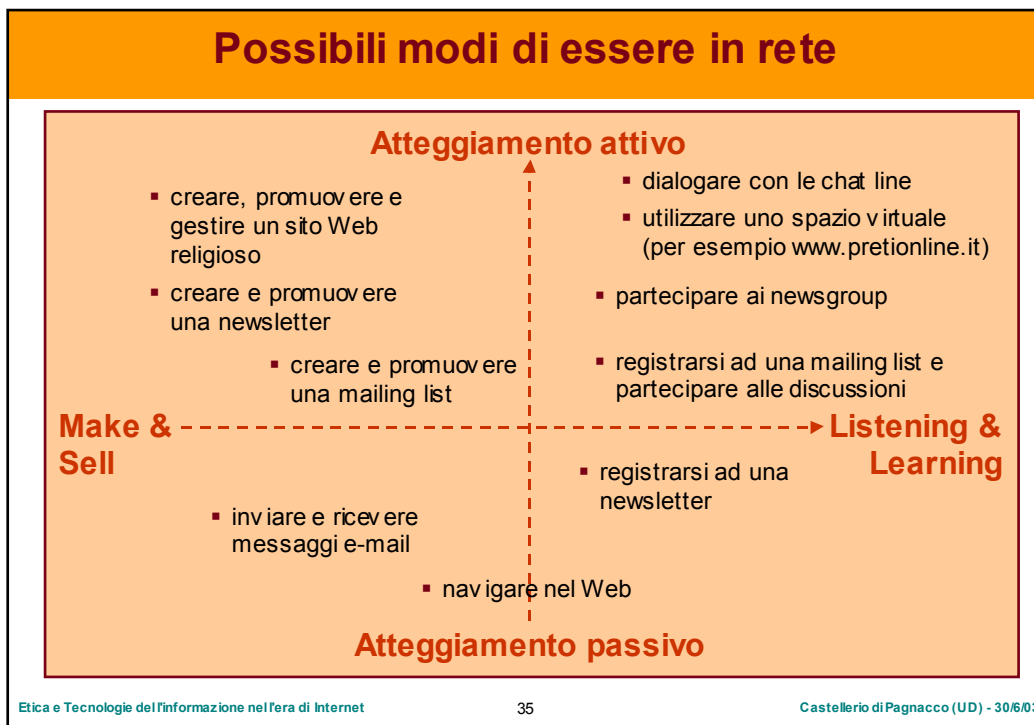 Possibili modi di essere in rete
Atteggiamento attivo
▪ creare, promuovere e
gestire un sito Web
religioso
▪ creare e promuovere
una newsletter
▪ creare e promuovere
una mailing list
▪ dialogare con le chat line
▪ utilizzare uno spazio virtuale
(per esempio www.pretionline.it)
▪ partecipare ai newsgroup
▪ registrarsi ad una mailing list e
partecipare alle discussioni
Make &
Sell
Listening &
Learning
▪ registrarsi ad una
newsletter
▪ inviare e ricevere
messaggi e-mail
▪ navigare nel Web
Atteggiamento passivo
Etica e Tecnologie dell'informazione nell'era di Internet
35
Castellerio di Pagnacco (UD) - 30/6/03